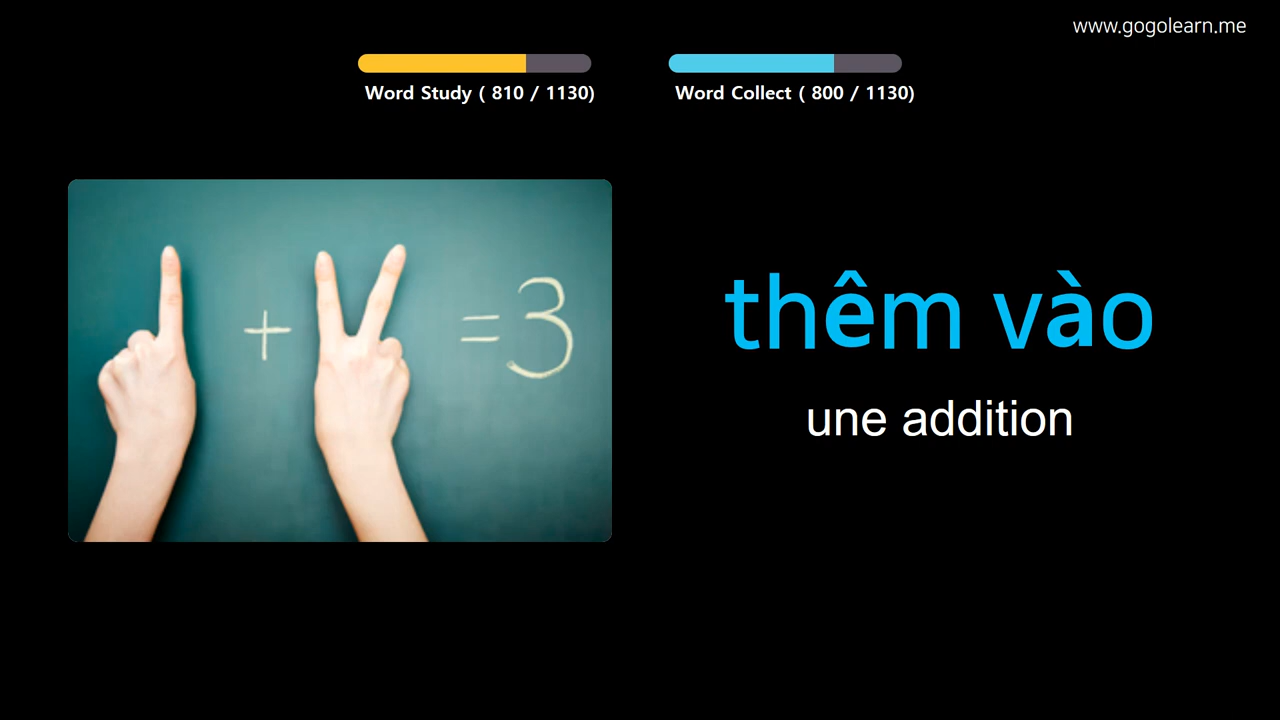 www.gogolearn.me
Word Study ( 810 / 1130)
Word Collect ( 800 / 1130)
+ = 3
thêm vào
une addition